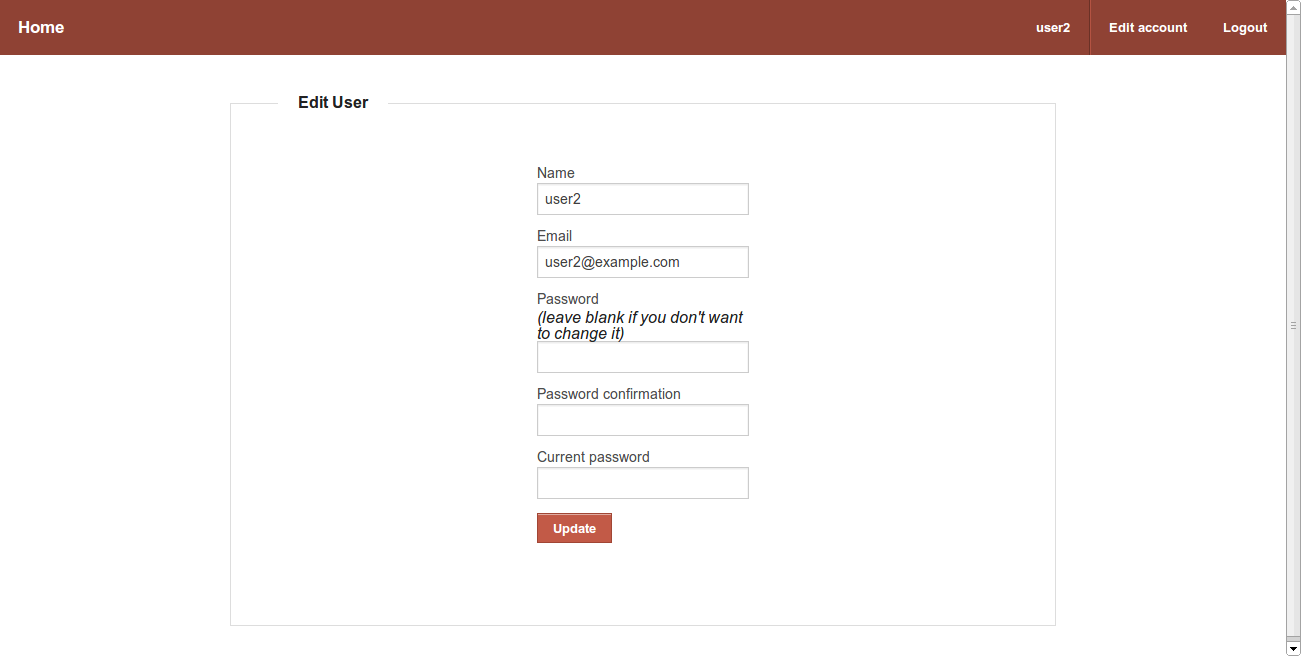 Home
user2
Edit account
Logout
Edit User
Name
user2
Email
user2@example.com
Password
(leave blank if you don't want
to change it)
Password confirmation
Current password
Update